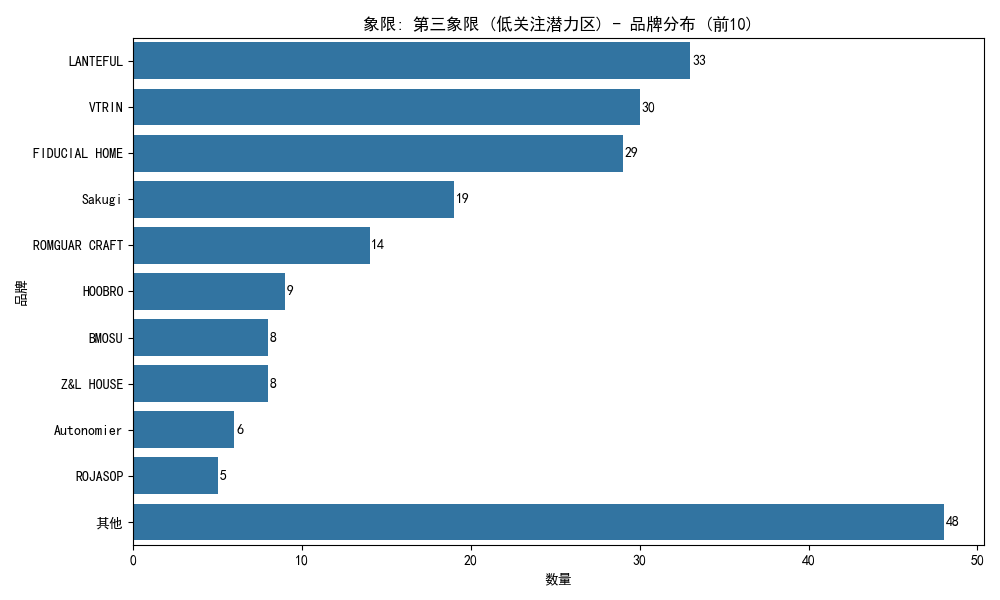 象限: 第三象限 (低关注潜力区) - 品牌分布 (前10)
LANTEFUL 33
VTRIN 30
FIDUCIAL HOME 29
Sakugi 19
ROMGUAR CRAFT 14
HOOBRO 9
BMOSU 8
Z&L HOUSE 8
Autonomier 6
ROJASOP 5
其他 48
品牌
0 10 20 30 40 50
数量